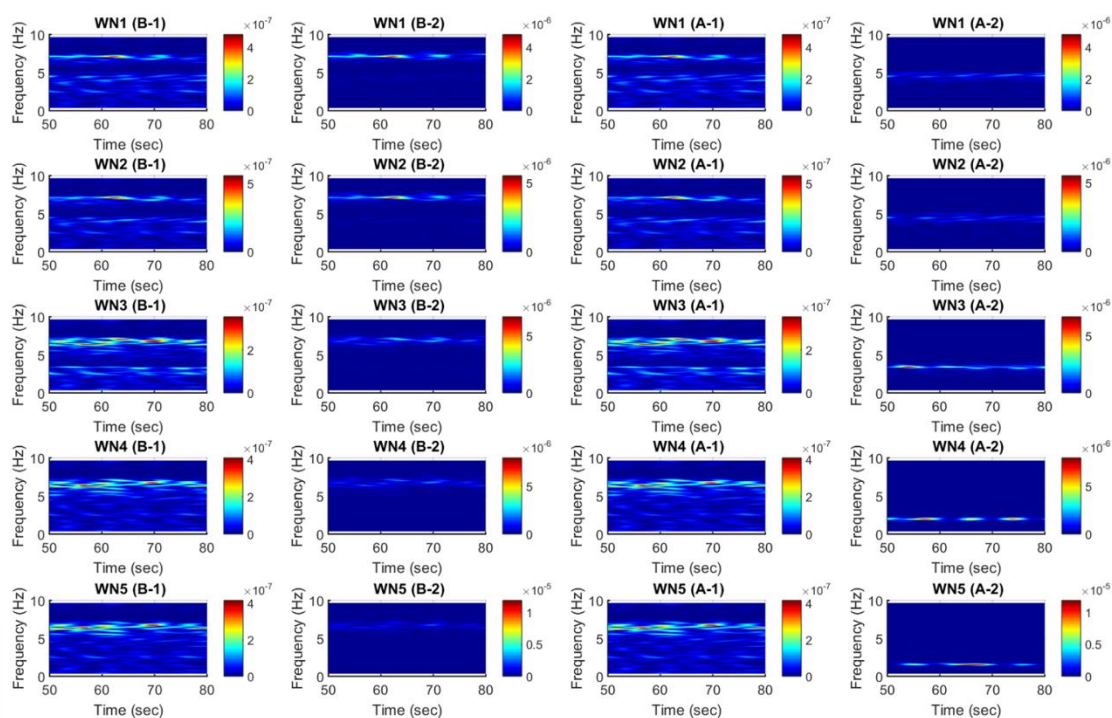 WN1 (B-1) WN1 (B-2) WN1 (A-1) WN1 (A-2)
×10⁻⁷ ×10⁻⁶ ×10⁻⁷ ×10⁻⁶
Frequency (Hz) 10 5 0 4 2 0 Frequency (Hz) 10 5 0 4 2 0 Frequency (Hz) 10 5 0 4 2 0 Frequency (Hz) 10 5 0 4 2 0
50 60 70 80 50 60 70 80 50 60 70 80 50 60 70 80
Time (sec) Time (sec) Time (sec) Time (sec)
WN2 (B-1) WN2 (B-2) WN2 (A-1) WN2 (A-2)
×10⁻⁷ ×10⁻⁶ ×10⁻⁷ ×10⁻⁶
Frequency (Hz) 10 5 0 5 0 Frequency (Hz) 10 5 0 5 0 Frequency (Hz) 10 5 0 5 0 Frequency (Hz) 10 5 0 5 0
50 60 70 80 50 60 70 80 50 60 70 80 50 60 70 80
Time (sec) Time (sec) Time (sec) Time (sec)
WN3 (B-1) WN3 (B-2) WN3 (A-1) WN3 (A-2)
×10⁻⁷ ×10⁻⁶ ×10⁻⁷ ×10⁻⁶
Frequency (Hz) 10 5 0 2 0 Frequency (Hz) 10 5 0 5 0 Frequency (Hz) 10 5 0 2 0 Frequency (Hz) 10 5 0 5 0
50 60 70 80 50 60 70 80 50 60 70 80 50 60 70 80
Time (sec) Time (sec) Time (sec) Time (sec)
WN4 (B-1) WN4 (B-2) WN4 (A-1) WN4 (A-2)
×10⁻⁷ ×10⁻⁶ ×10⁻⁷ ×10⁻⁶
Frequency (Hz) 10 5 0 4 2 0 Frequency (Hz) 10 5 0 5 0 Frequency (Hz) 10 5 0 4 2 0 Frequency (Hz) 10 5 0 5 0
50 60 70 80 50 60 70 80 50 60 70 80 50 60 70 80
Time (sec) Time (sec) Time (sec) Time (sec)
WN5 (B-1) WN5 (B-2) WN5 (A-1) WN5 (A-2)
×10⁻⁷ ×10⁻⁵ ×10⁻⁷ ×10⁻⁵
Frequency (Hz) 10 5 0 4 2 0 Frequency (Hz) 10 5 0 1 0.5 0 Frequency (Hz) 10 5 0 4 2 0 Frequency (Hz) 10 5 0 1 0.5 0
50 60 70 80 50 60 70 80 50 60 70 80 50 60 70 80
Time (sec) Time (sec) Time (sec) Time (sec)